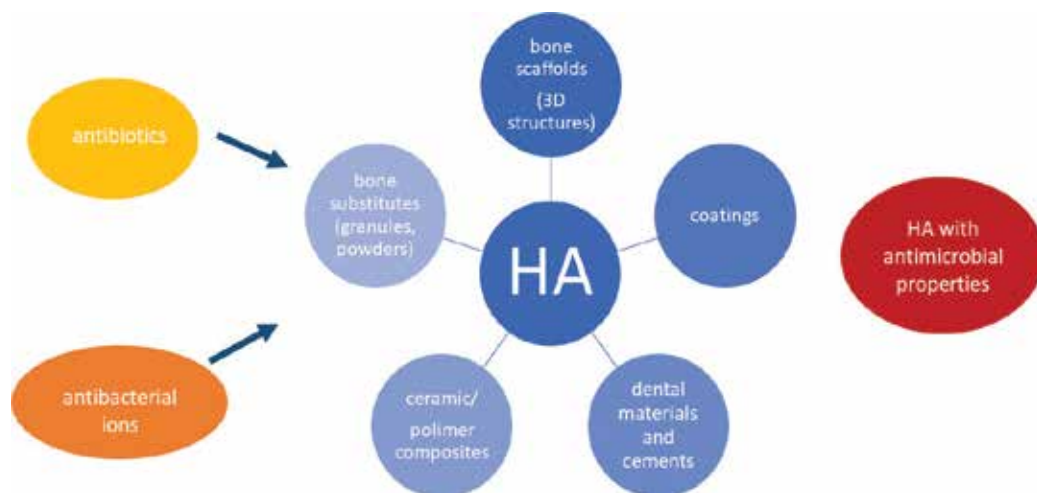 antibiotics
antibacterial
ions
bone
scaffolds
(3D
structures)
bone
substitutes
(granules,
powders)
HA
coatings
ceramic/
polimer
composites
dental
materials
and
cements
HA with
antimicrobial
properties